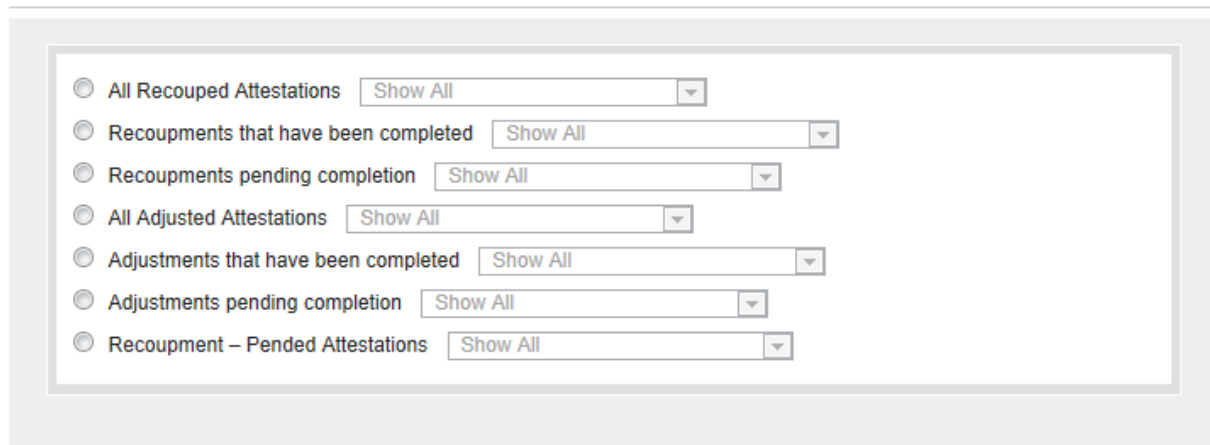 All Recouped Attestations Show All
Recoupments that have been completed Show All
Recoupments pending completion Show All
All Adjusted Attestations Show All
Adjustments that have been completed Show All
Adjustments pending completion Show All
Recoupment – Pended Attestations Show All